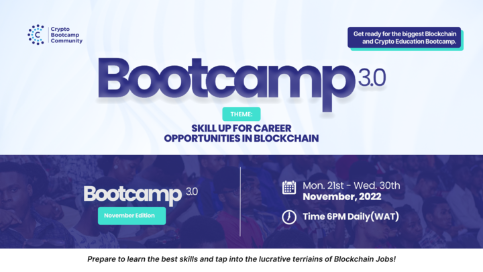 Crypto
Bootcamp
Community
Get ready for the biggest Blockchain
and Crypto Education Bootcamp.
Bootcamp 3.0
THEME:
SKILL UP FOR CAREER
OPPORTUNITIES IN BLOCKCHAIN
Bootcamp 3.0
November Edition
Mon. 21st - Wed. 30th
November, 2022
Time 6PM Daily(WAT)
Prepare to learn the best skills and tap into the lucrative terriains of Blockchain Jobs!